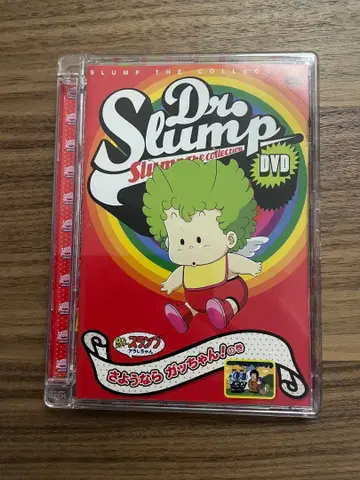 SLUMP THE COLLEC
Dr.
Slump
Slump the collection
DVD
Dr.スランプ
アラレちゃん
さようなら ガッちゃん!の巻